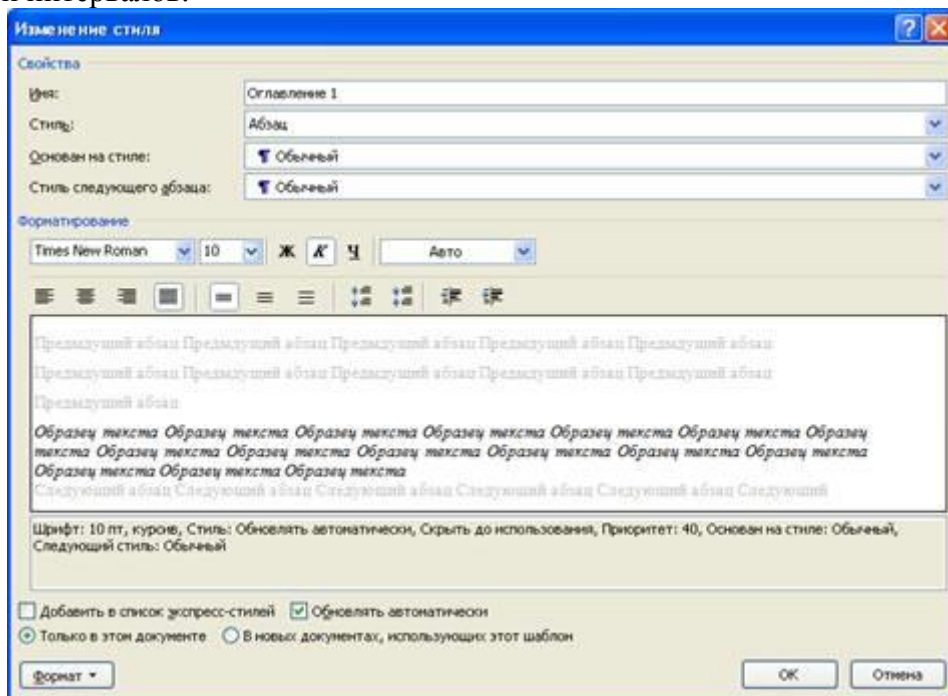 и интервалов.
Изменение стиля
Свойства
Имя: Оглавление 1
Стиль: Абзац
Основан на стиле: ¶ Обычный
Стиль следующего абзаца: ¶ Обычный
Форматирование
Times New Roman 10 Ж К Ч Авто
Предыдущий абзац Предыдущий абзац Предыдущий абзац Предыдущий абзац Предыдущий абзац
Предыдущий абзац Предыдущий абзац Предыдущий абзац Предыдущий абзац Предыдущий абзац
Предыдущий абзац
Образец текста Образец текста Образец текста Образец текста Образец текста Образец текста Образец
текста Образец текста Образец текста Образец текста Образец текста Образец текста Образец текста
Образец текста Образец текста Образец текста
Следующий абзац Следующий абзац Следующий абзац Следующий абзац Следующий абзац Следующий
Шрифт: 10 пт, курсив, Стиль: Обновлять автоматически, Скрыть до использования, Приоритет: 40, Основан на стиле: Обычный,
Следующий стиль: Обычный
Добавить в список экспресс-стилей Обновлять автоматически
Только в этом документе В новых документах, использующих этот шаблон
Формат ОК Отмена